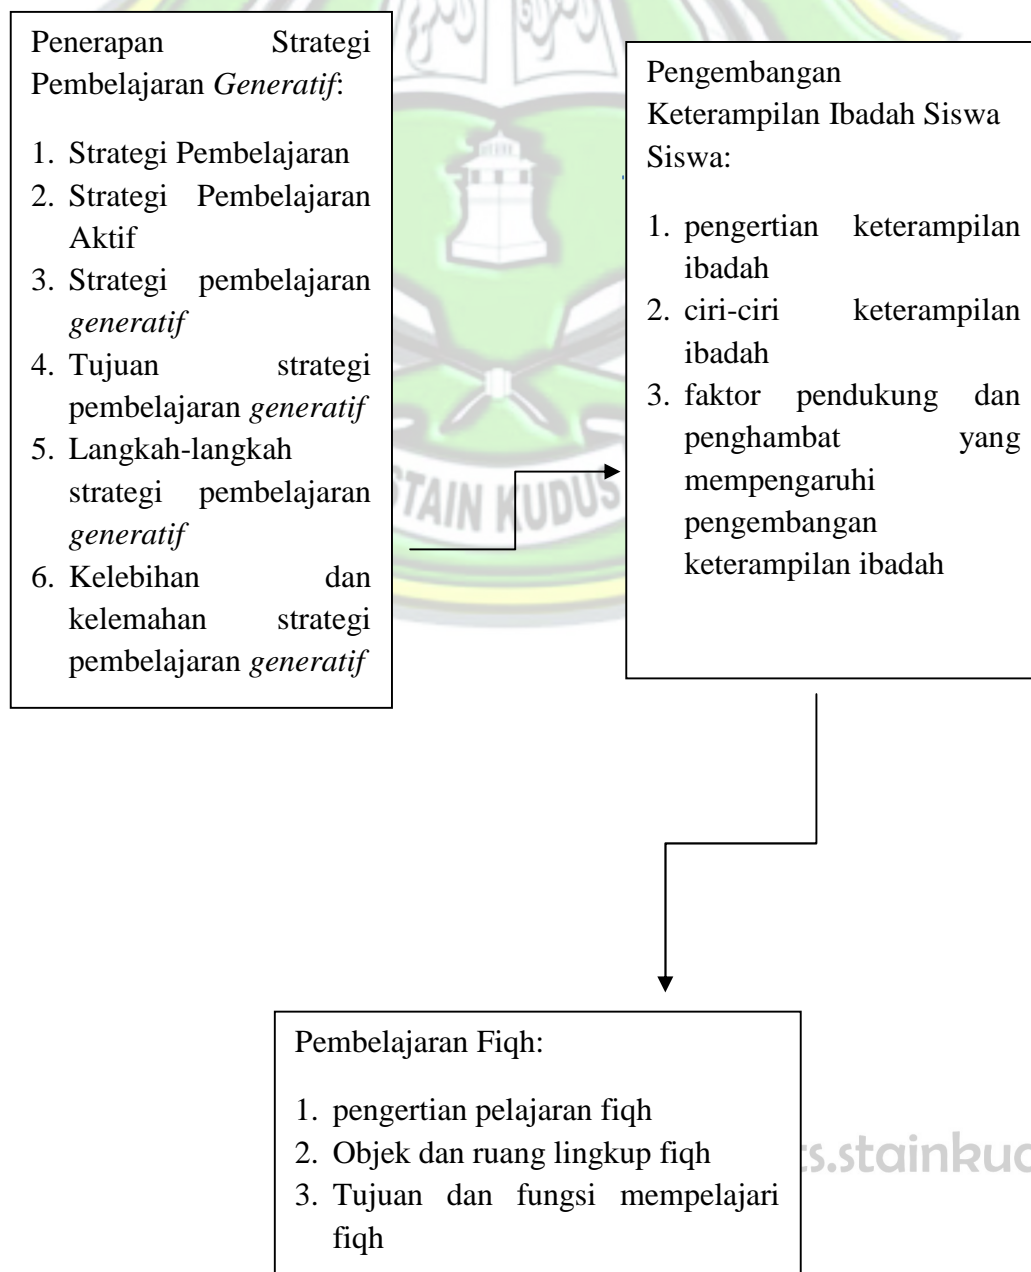 Penerapan Strategi
Pembelajaran Generatif:
1. Strategi Pembelajaran
2. Strategi Pembelajaran
Aktif
3. Strategi pembelajaran
generatif
4. Tujuan strategi
pembelajaran generatif
5. Langkah-langkah
strategi pembelajaran
generatif
6. Kelebihan dan
kelemahan strategi
pembelajaran generatif
Pengembangan
Keterampilan Ibadah Siswa
Siswa:
1. pengertian keterampilan
ibadah
2. ciri-ciri keterampilan
ibadah
3. faktor pendukung dan
penghambat yang
mempengaruhi
pengembangan
keterampilan ibadah
STAIN KUDUS
Pembelajaran Fiqh:
1. pengertian pelajaran fiqh
2. Objek dan ruang lingkup fiqh
3. Tujuan dan fungsi mempelajari
fiqh